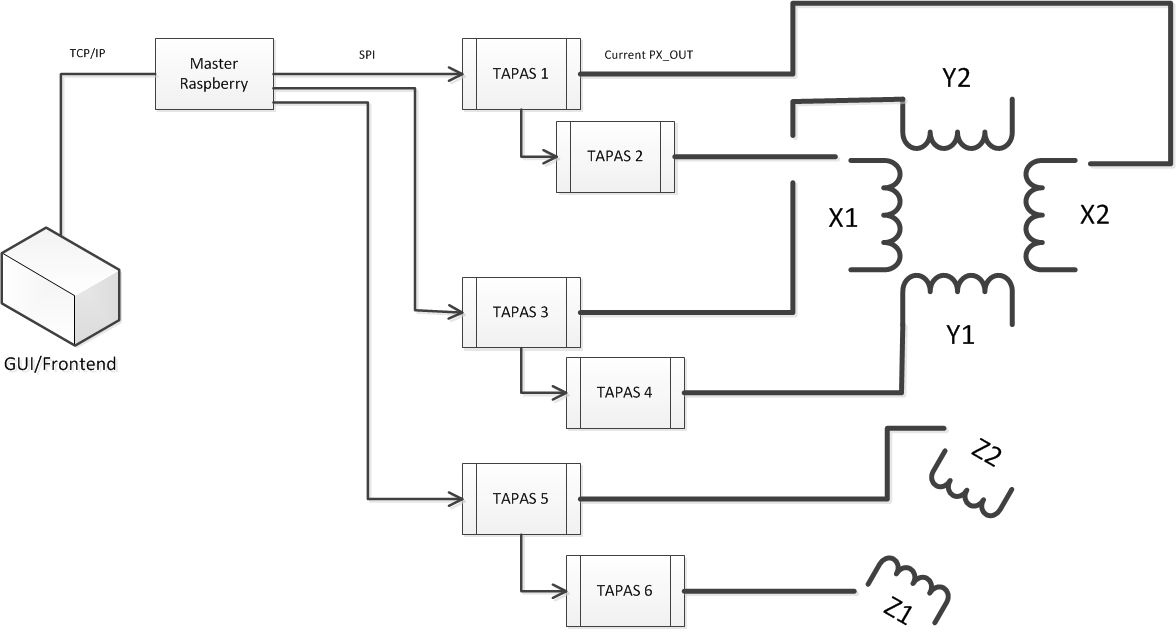 TCP/IP
Master
Raspberry
SPI
TAPAS 1
Current PX_OUT
Y2
TAPAS 2
X1
X2
TAPAS 3
Y1
GUI/Frontend
TAPAS 4
Z2
TAPAS 5
TAPAS 6
Z1